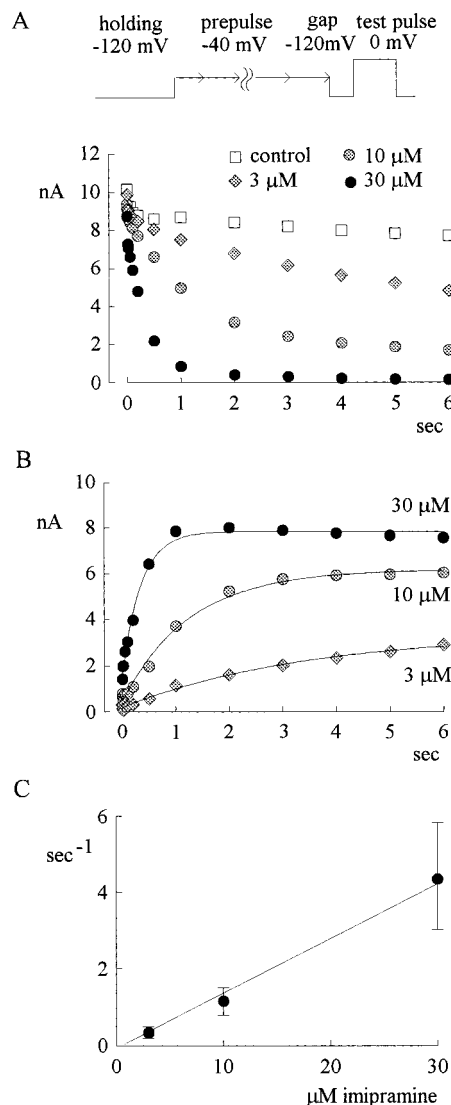 A
holding prepulse gap test pulse
-120 mV -40 mV -120mV 0 mV
12
nA
10
8
6
4
2
0
control
10 µM
3 µM
30 µM
0 1 2 3 4 5 6
sec
B
10
nA
8
6
4
2
0
30 µM
10 µM
3 µM
0 1 2 3 4 5 6
sec
C
6
sec-1
4
2
0
0 10 20 30
µM imipramine